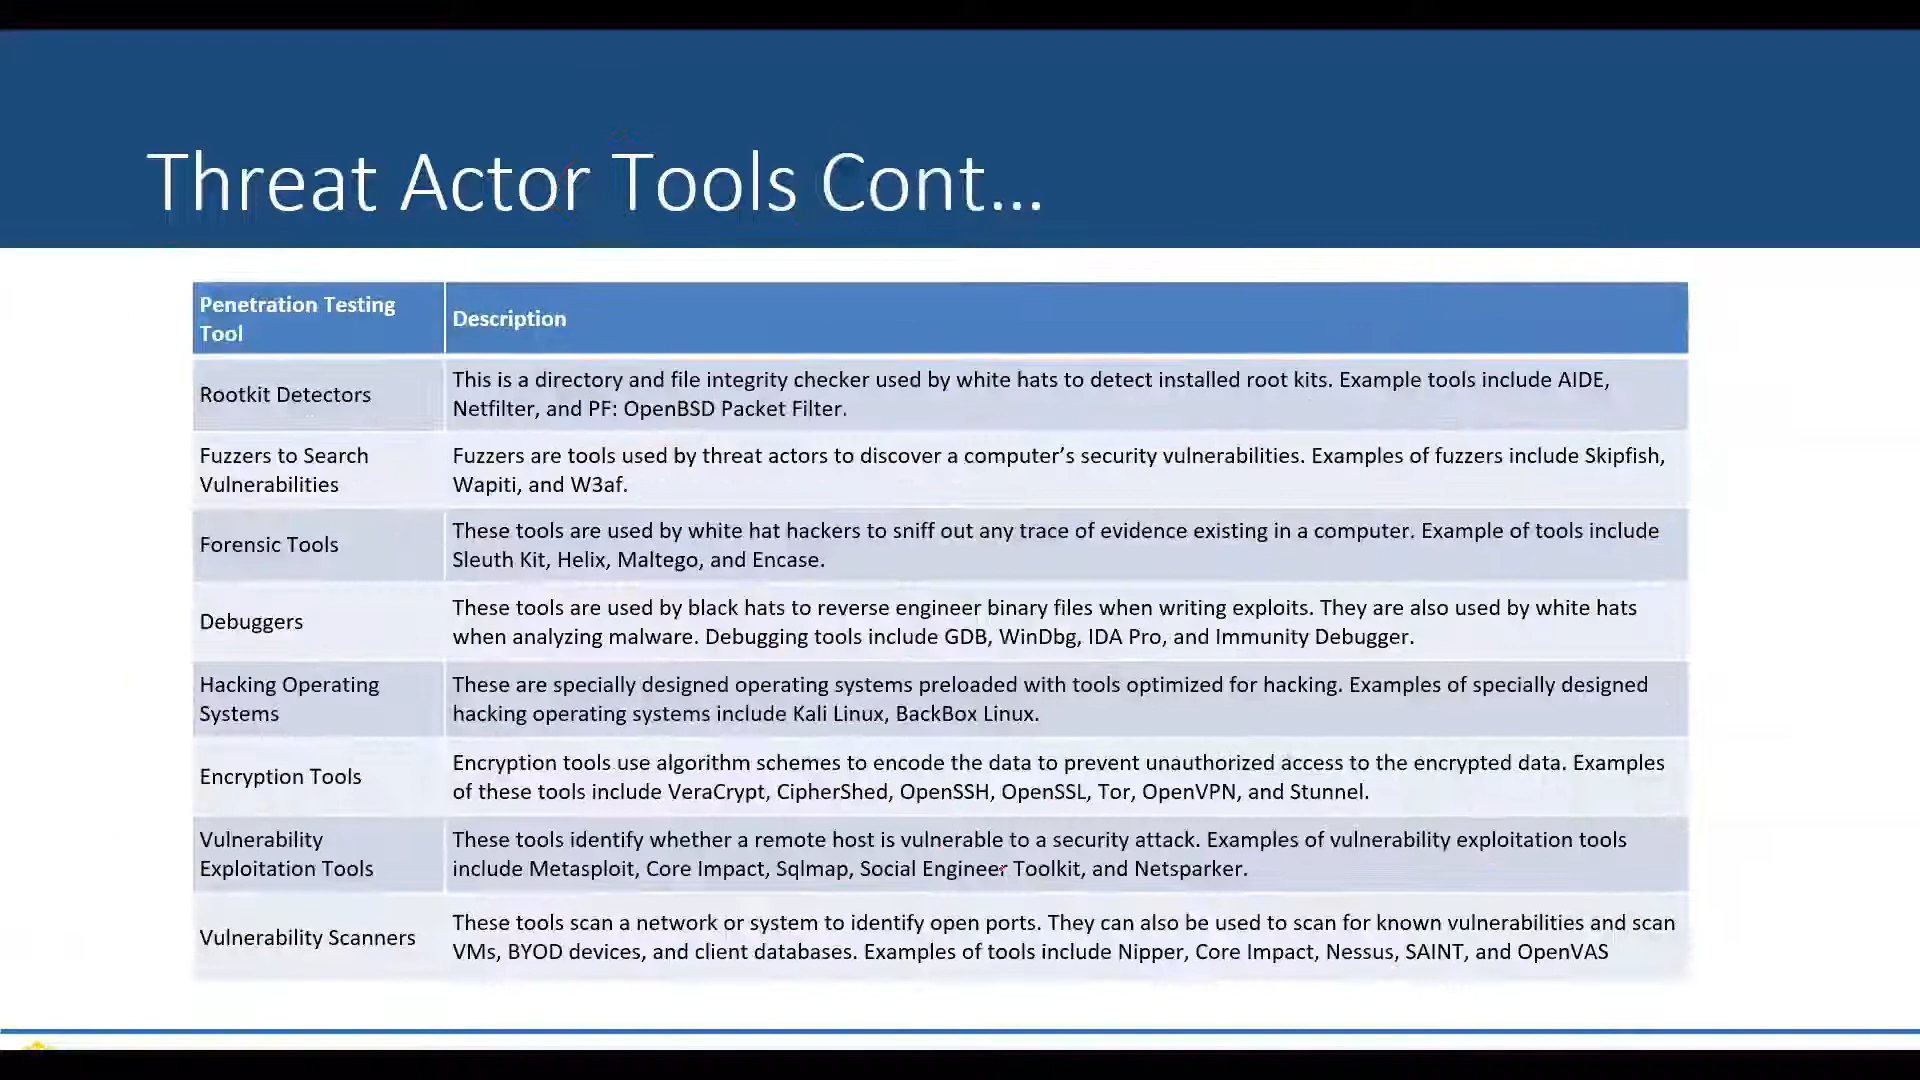 Threat Actor Tools Cont...
Penetration Testing
Tool
Description
Rootkit Detectors
This is a directory and file integrity checker used by white hats to detect installed root kits. Example tools include AIDE,
Netfilter, and PF: OpenBSD Packet Filter.
Fuzzers to Search
Vulnerabilities
Fuzzers are tools used by threat actors to discover a computer’s security vulnerabilities. Examples of fuzzers include Skipfish,
Wapiti, and W3af.
Forensic Tools
These tools are used by white hat hackers to sniff out any trace of evidence existing in a computer. Example of tools include
Sleuth Kit, Helix, Maltego, and Encase.
Debuggers
These tools are used by black hats to reverse engineer binary files when writing exploits. They are also used by white hats
when analyzing malware. Debugging tools include GDB, WinDbg, IDA Pro, and Immunity Debugger.
Hacking Operating
Systems
These are specially designed operating systems preloaded with tools optimized for hacking. Examples of specially designed
hacking operating systems include Kali Linux, BackBox Linux.
Encryption Tools
Encryption tools use algorithm schemes to encode the data to prevent unauthorized access to the encrypted data. Examples
of these tools include VeraCrypt, CipherShed, OpenSSH, OpenSSL, Tor, OpenVPN, and Stunnel.
Vulnerability
Exploitation Tools
These tools identify whether a remote host is vulnerable to a security attack. Examples of vulnerability exploitation tools
include Metasploit, Core Impact, Sqlmap, Social Engineer Toolkit, and Netsparker.
Vulnerability Scanners
These tools scan a network or system to identify open ports. They can also be used to scan for known vulnerabilities and scan
VMs, BYOD devices, and client databases. Examples of tools include Nipper, Core Impact, Nessus, SAINT, and OpenVAS